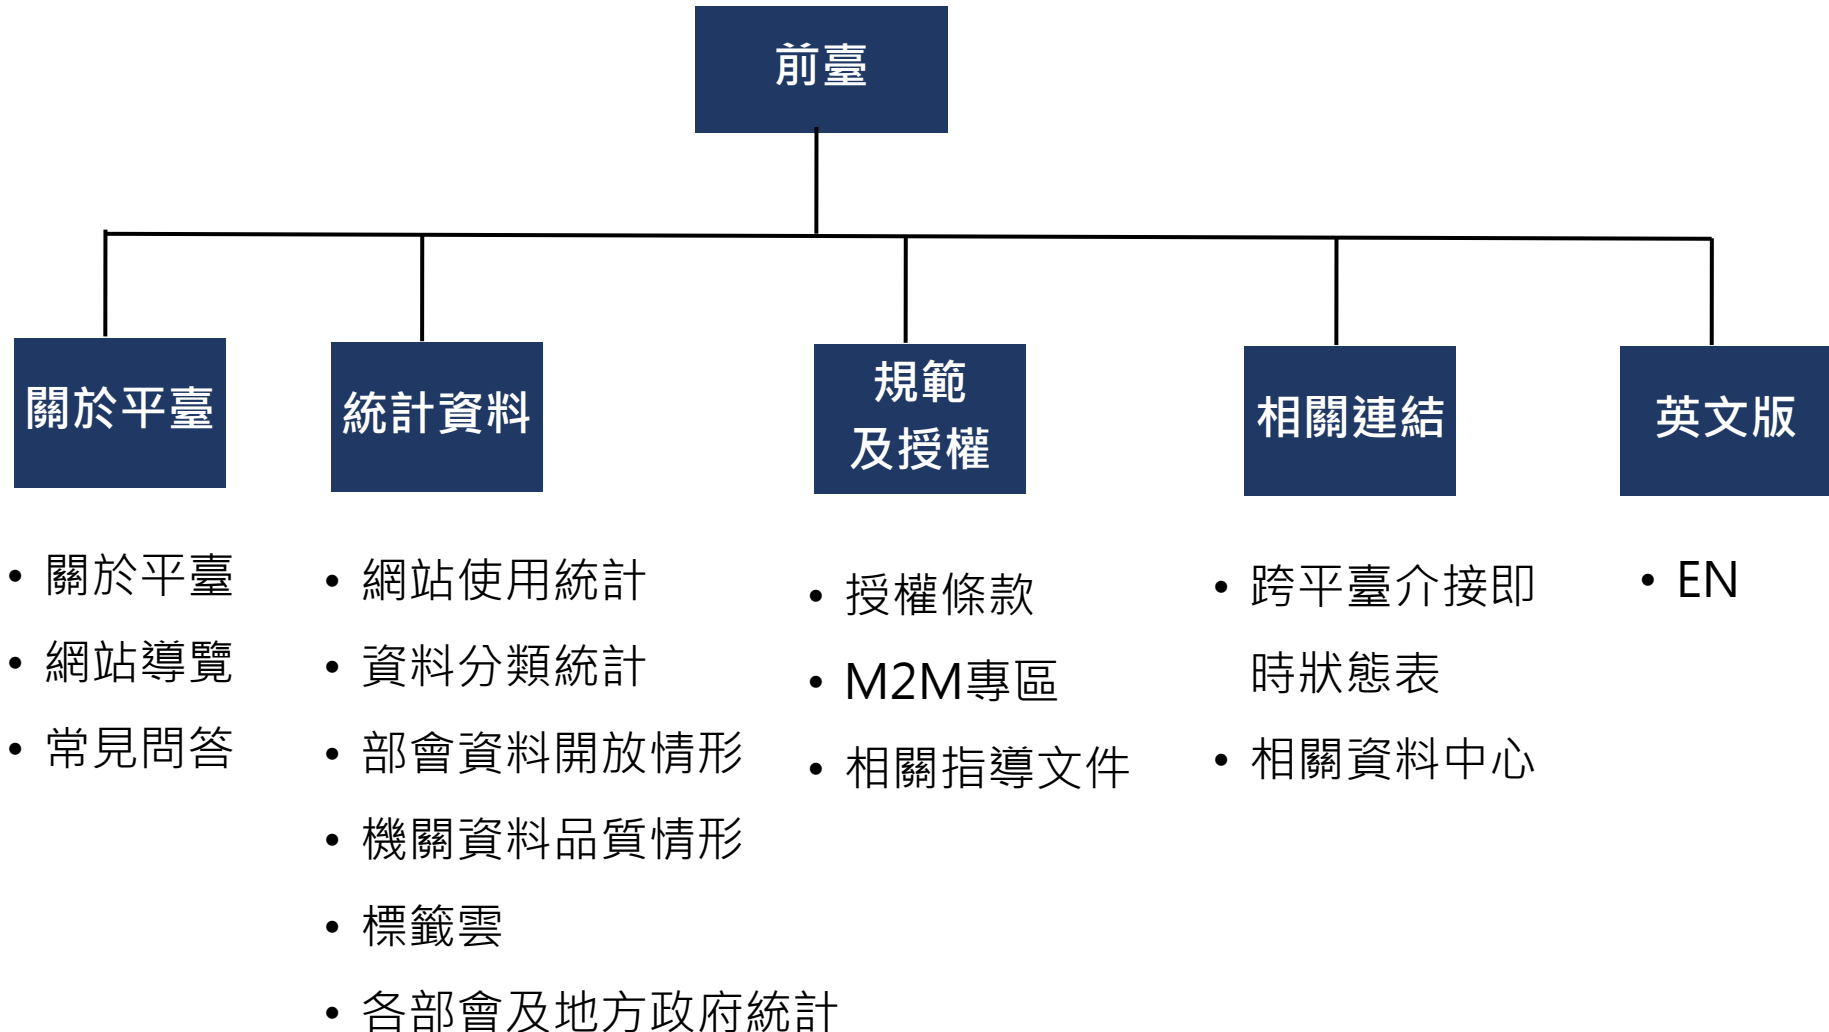 前臺
關於平臺
• 關於平臺
• 網站導覽
• 常見問答
統計資料
• 網站使用統計
• 資料分類統計
• 部會資料開放情形
• 機關資料品質情形
• 標籤雲
• 各部會及地方政府統計
規範
及授權
• 授權條款
• M2M專區
• 相關指導文件
相關連結
• 跨平臺介接即
時狀態表
• 相關資料中心
英文版
• EN